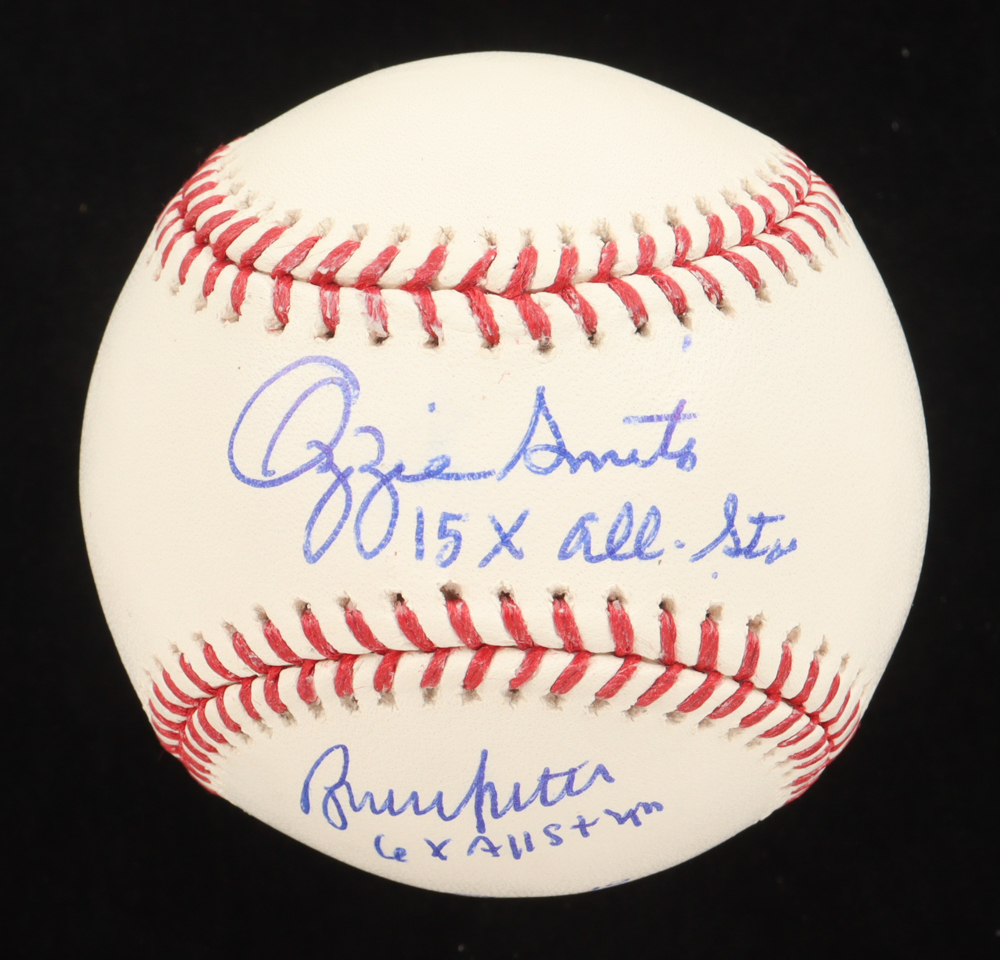 Ozzie Smith
15 X All-Star
Bruce Sutter
6 X All Star